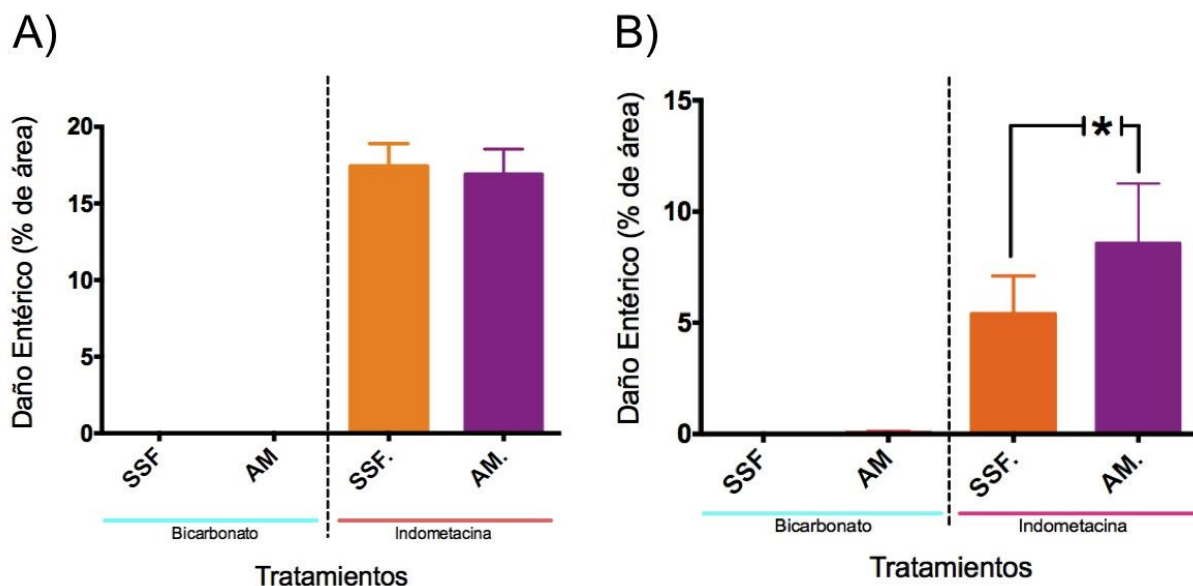 A)
Daño Entérico (% de área)
20
15
10
5
0
SSF
AM
SSF.
AM.
Bicarbonato
Indometacina
Tratamientos
B)
Daño Entérico (% de área)
15
10
5
0
*
SSF
AM
SSF.
AM.
Bicarbonato
Indometacina
Tratamientos